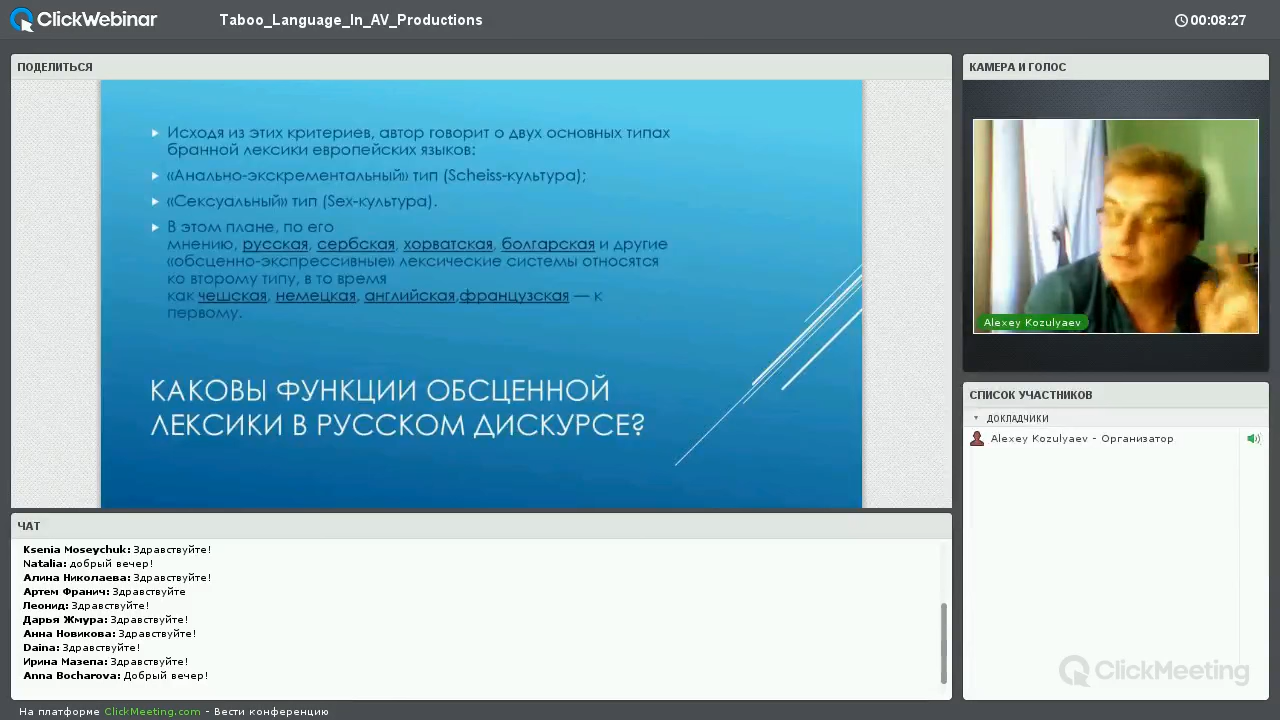 ClickWebinar
Taboo_Language_In_AV_Productions
00:08:27
ПОДЕЛИТЬСЯ
Исходя из этих критериев, автор говорит о двух основных типах
бранной лексики европейских языков:
«Анально-экскрементальный» тип (Scheiss-культура);
«Сексуальный» тип (Sex-культура).
В этом плане, по его
мнению, русская, сербская, хорватская, болгарская и другие
«обсценно-экспрессивные» лексические системы относятся
ко второму типу, в то время
как чешская, немецкая, английская,французская — к
первому.
КАКОВЫ ФУНКЦИИ ОБСЦЕННОЙ
ЛЕКСИКИ В РУССКОМ ДИСКУРСЕ?
ЧАТ
Ksenia Moseychuk: Здравствуйте!
Natalia: добрый вечер!
Алина Николаева: Здравствуйте!
Артем Франич: Здравствуйте
Леонид: Здравствуйте!
Дарья Жмура: Здравствуйте!
Анна Новикова: Здравствуйте!
Daina: Здравствуйте!
Ирина Мазепа: Здравствуйте!
Anna Bocharova: Добрый вечер!
КАМЕРА И ГОЛОС
Alexey Kozulyaev
СПИСОК УЧАСТНИКОВ
ДОКЛАДЧИКИ
Alexey Kozulyaev - Организатор
ClickMeeting
На платформе ClickMeeting.com - Вести конференцию